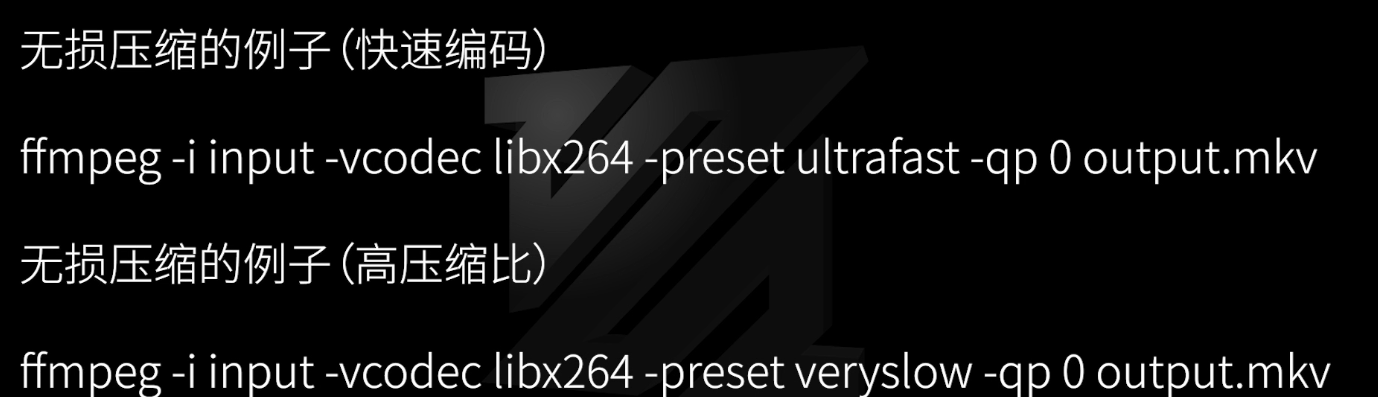 无损压缩的例子（快速编码）
ffmpeg -i input -vcodec libx264 -preset ultrafast -qp 0 output.mkv
无损压缩的例子（高压缩比）
ffmpeg -i input -vcodec libx264 -preset veryslow -qp 0 output.mkv